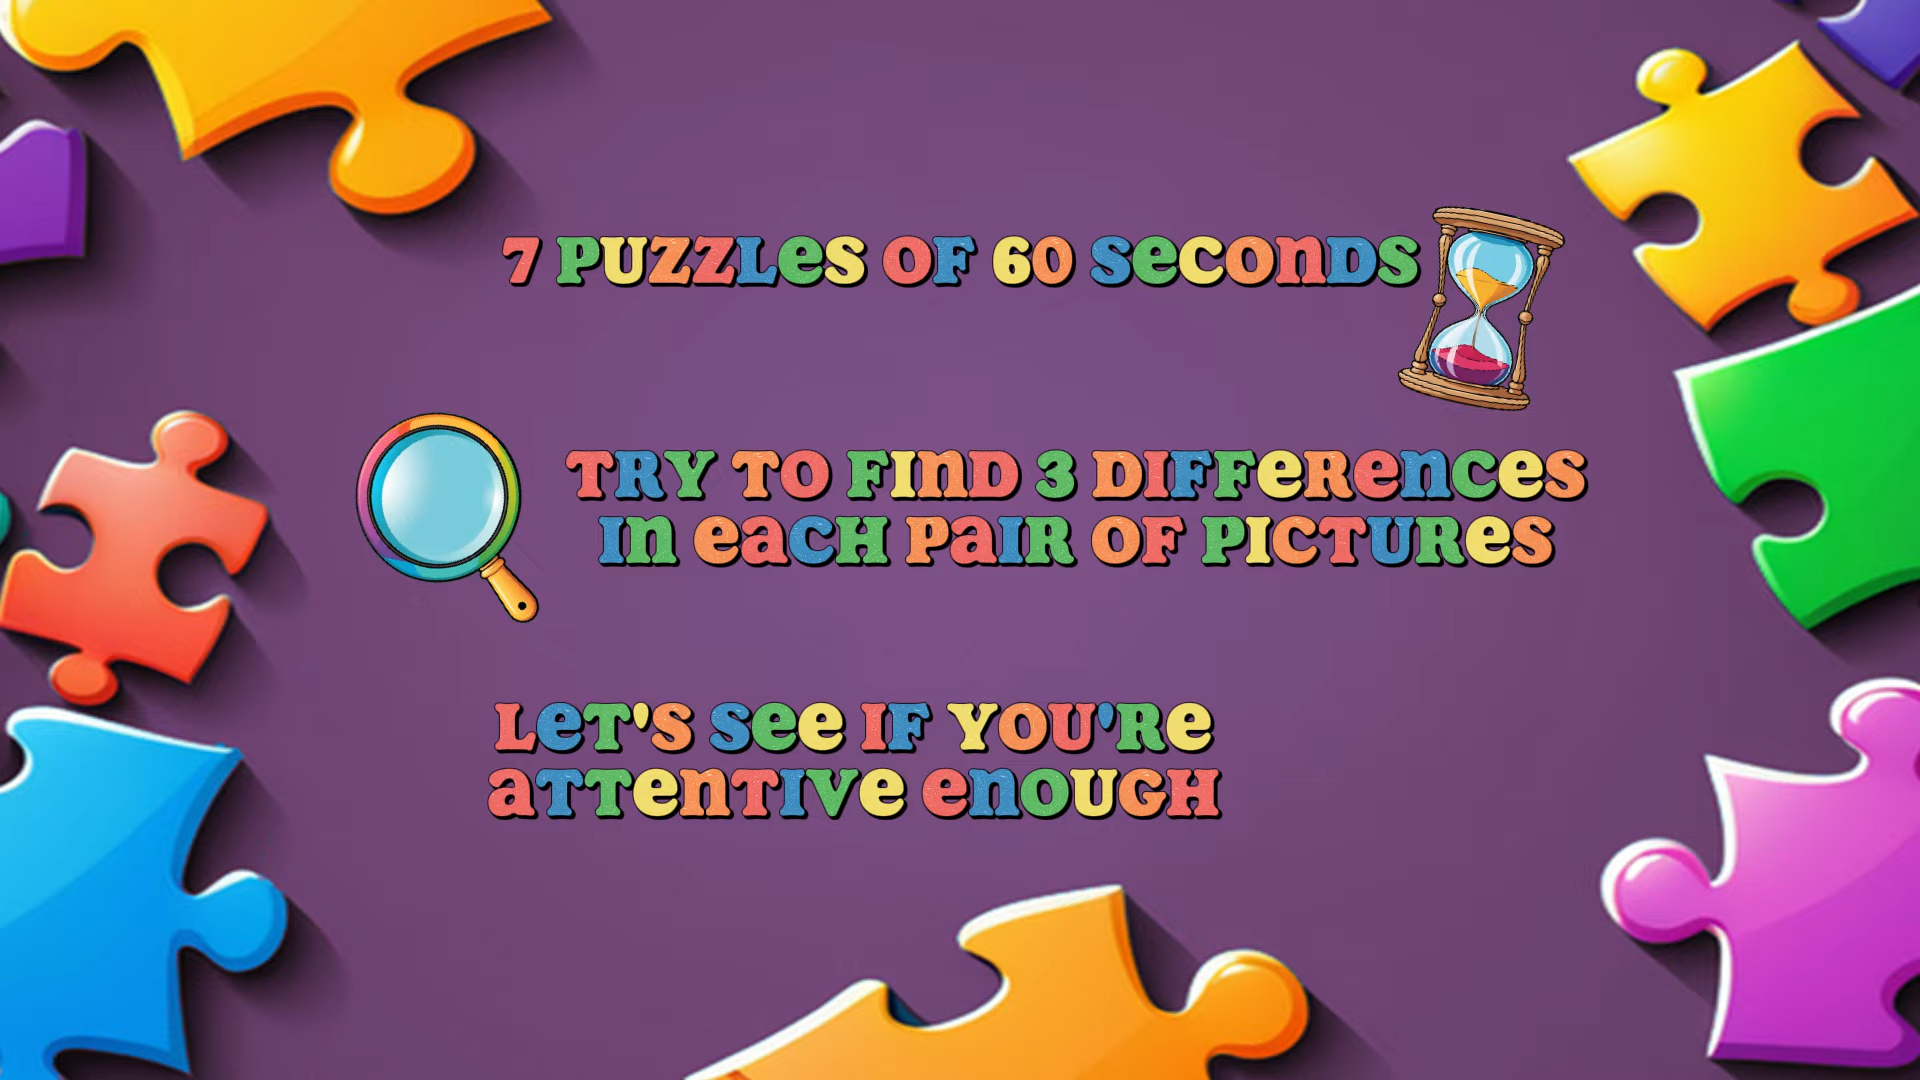 7 PUZZLeS OF 60 SeCOnDS
TRY TO FInD 3 DIFFeRenCeS
In eaCH PaIR OF PICTUReS
LeT'S See IF YOU'Re
aTTenTIVe enOUGH